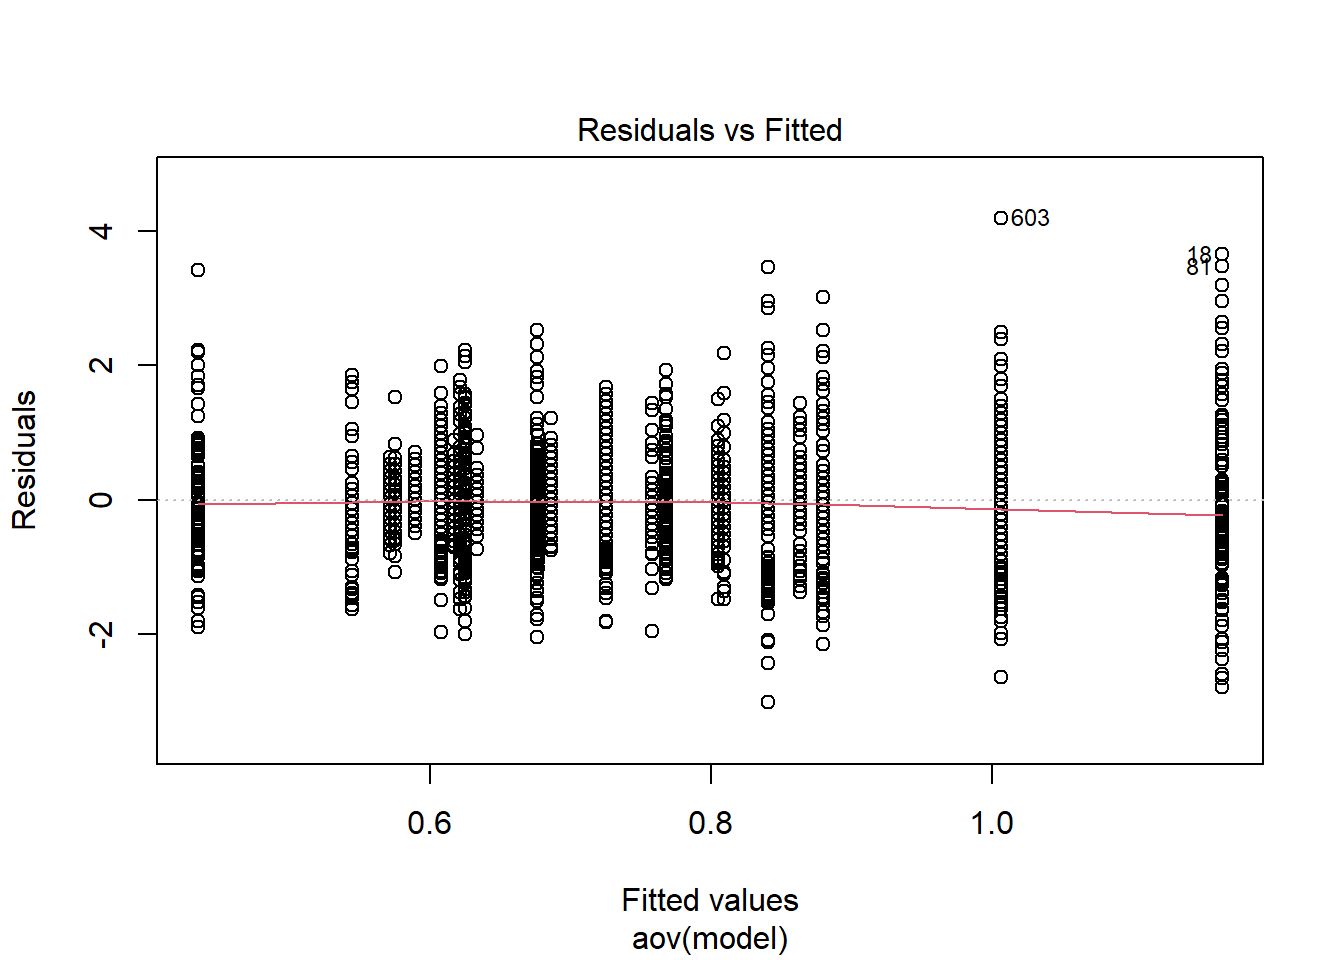 Residuals vs Fitted
Residuals
4
2
0
-2
603
18
81
0.6 0.8 1.0
Fitted values
aov(model)